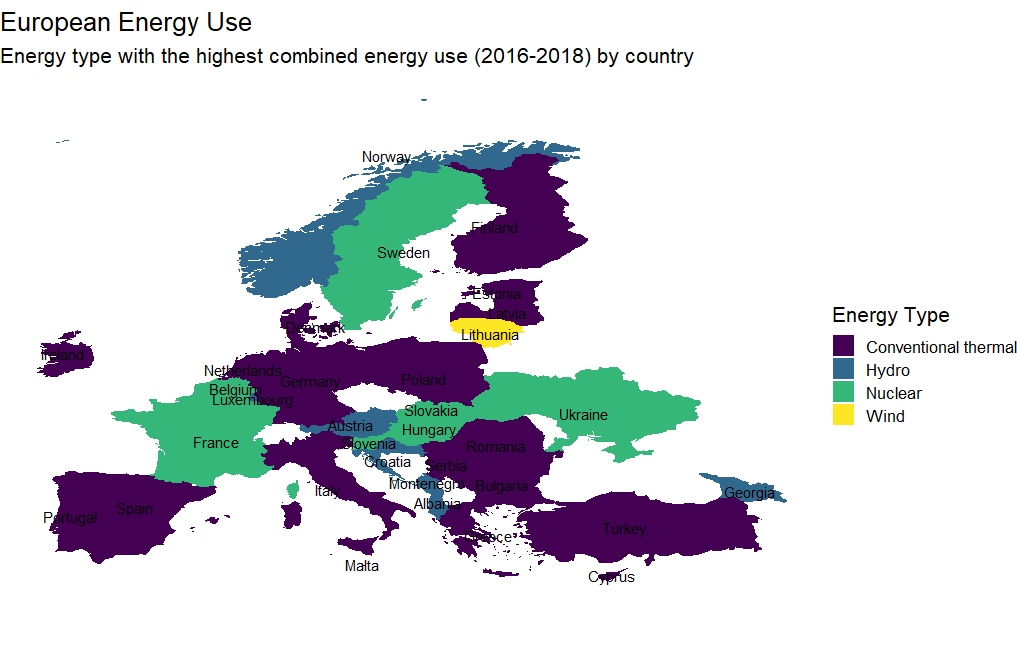 European Energy Use
Energy type with the highest combined energy use (2016-2018) by country
Norway
Finland
Sweden
Estonia
Latvia
Denmark
Lithuania
Ireland
Netherlands
Germany
Poland
Belgium
Luxembourg
Slovakia
Ukraine
Austria
Hungary
France
Slovenia
Romania
Croatia
Serbia
Montenegro
Bulgaria
Italy
Georgia
Albania
Spain
Portugal
Turkey
Greece
Malta
Cyprus
Energy Type
Conventional thermal
Hydro
Nuclear
Wind